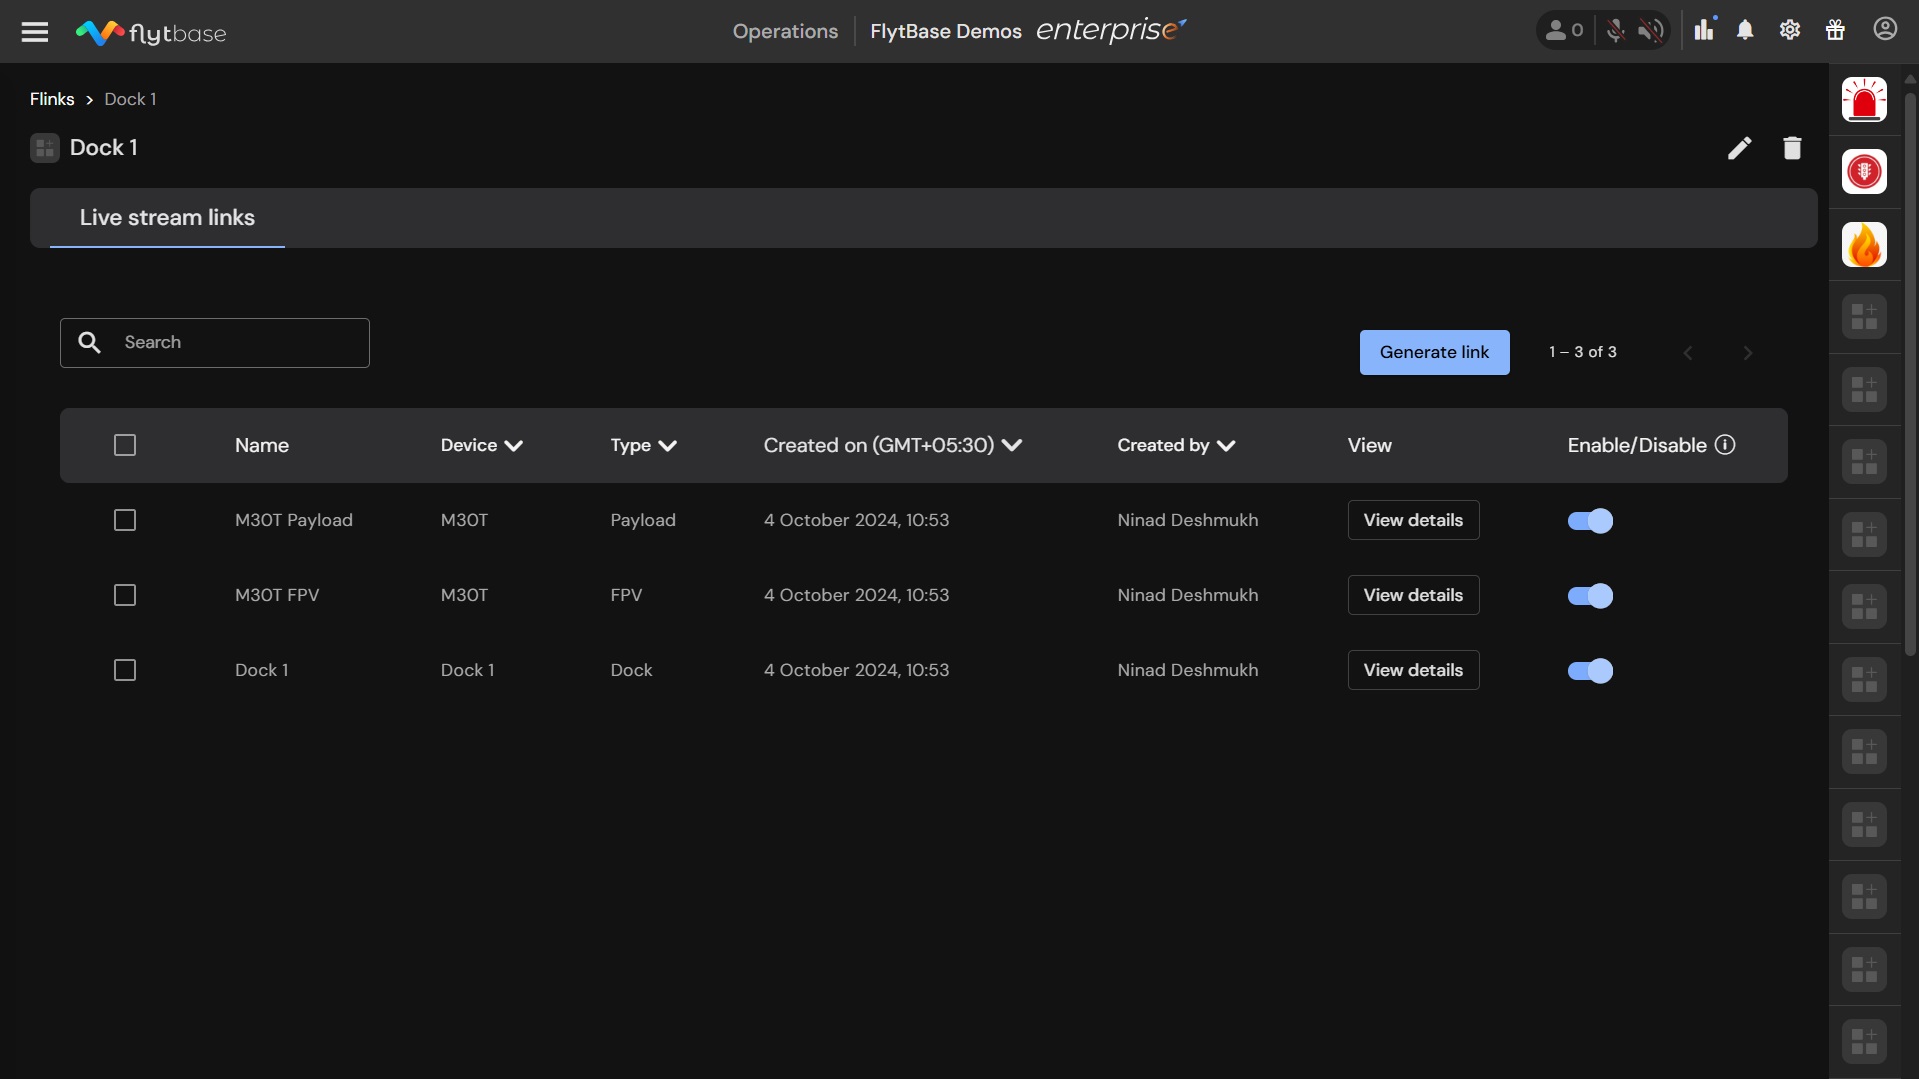 flytbase
Operations
FlytBase Demos enterprise
0
Flinks > Dock 1
Dock 1
Live stream links
Search
Generate link
1 – 3 of 3
Name Device Type Created on (GMT+05:30) Created by View Enable/Disable
M30T Payload M30T Payload 4 October 2024, 10:53 Ninad Deshmukh View details
M30T FPV M30T FPV 4 October 2024, 10:53 Ninad Deshmukh View details
Dock 1 Dock 1 Dock 4 October 2024, 10:53 Ninad Deshmukh View details